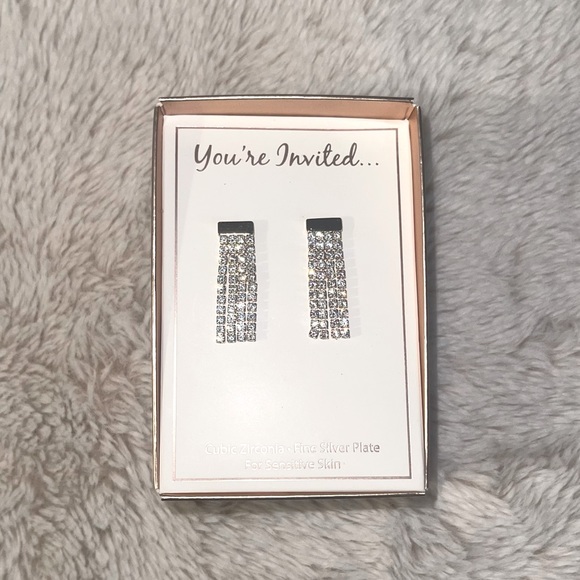 You're Invited...
Cubic Zirconia • Fine Silver Plate
For Sensitive Skin